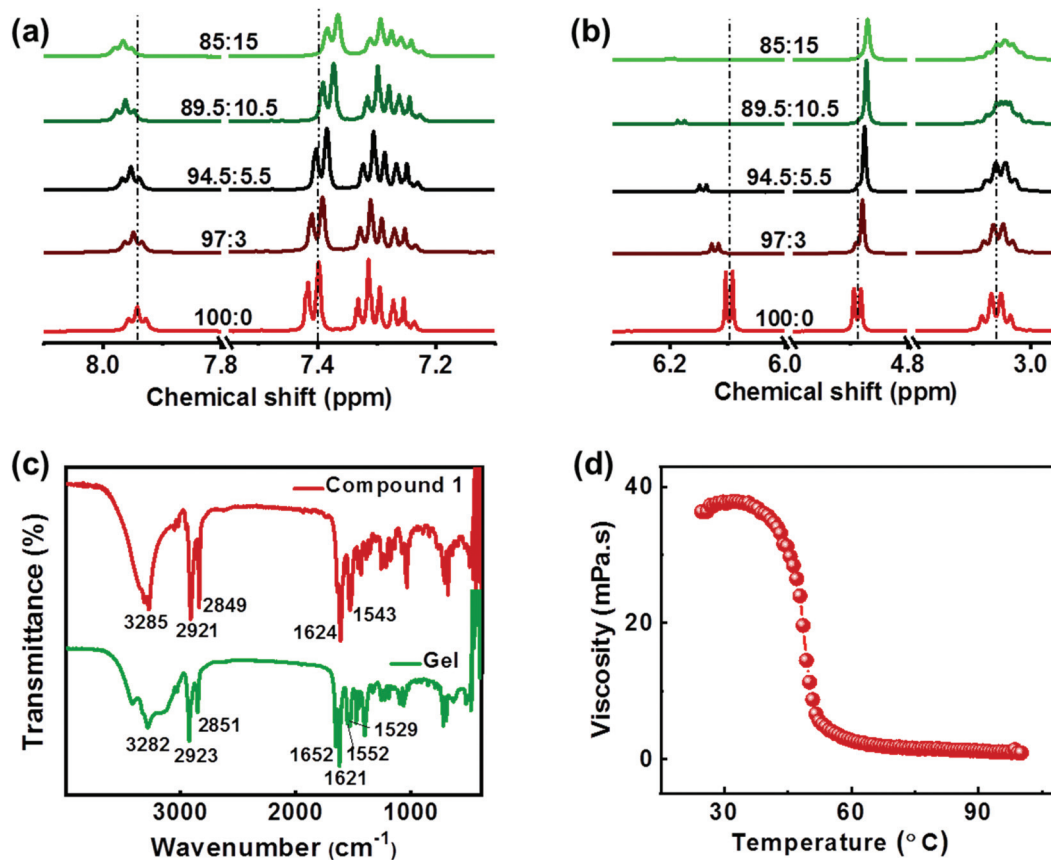 (a)
85:15
89.5:10.5
94.5:5.5
97:3
100:0
8.0 7.8 7.4 7.2
Chemical shift (ppm)
(b)
85:15
89.5:10.5
94.5:5.5
97:3
100:0
6.2 6.0 4.8 3.0
Chemical shift (ppm)
(c)
Transmittance (%)
Compound 1
3285
2921
2849
1624
1543
Gel
3282
2923
2851
1652
1621
1552
1529
3000 2000 1000
Wavenumber (cm⁻¹)
(d)
Viscosity (mPa.s)
40
20
0
30 60 90
Temperature (°C)